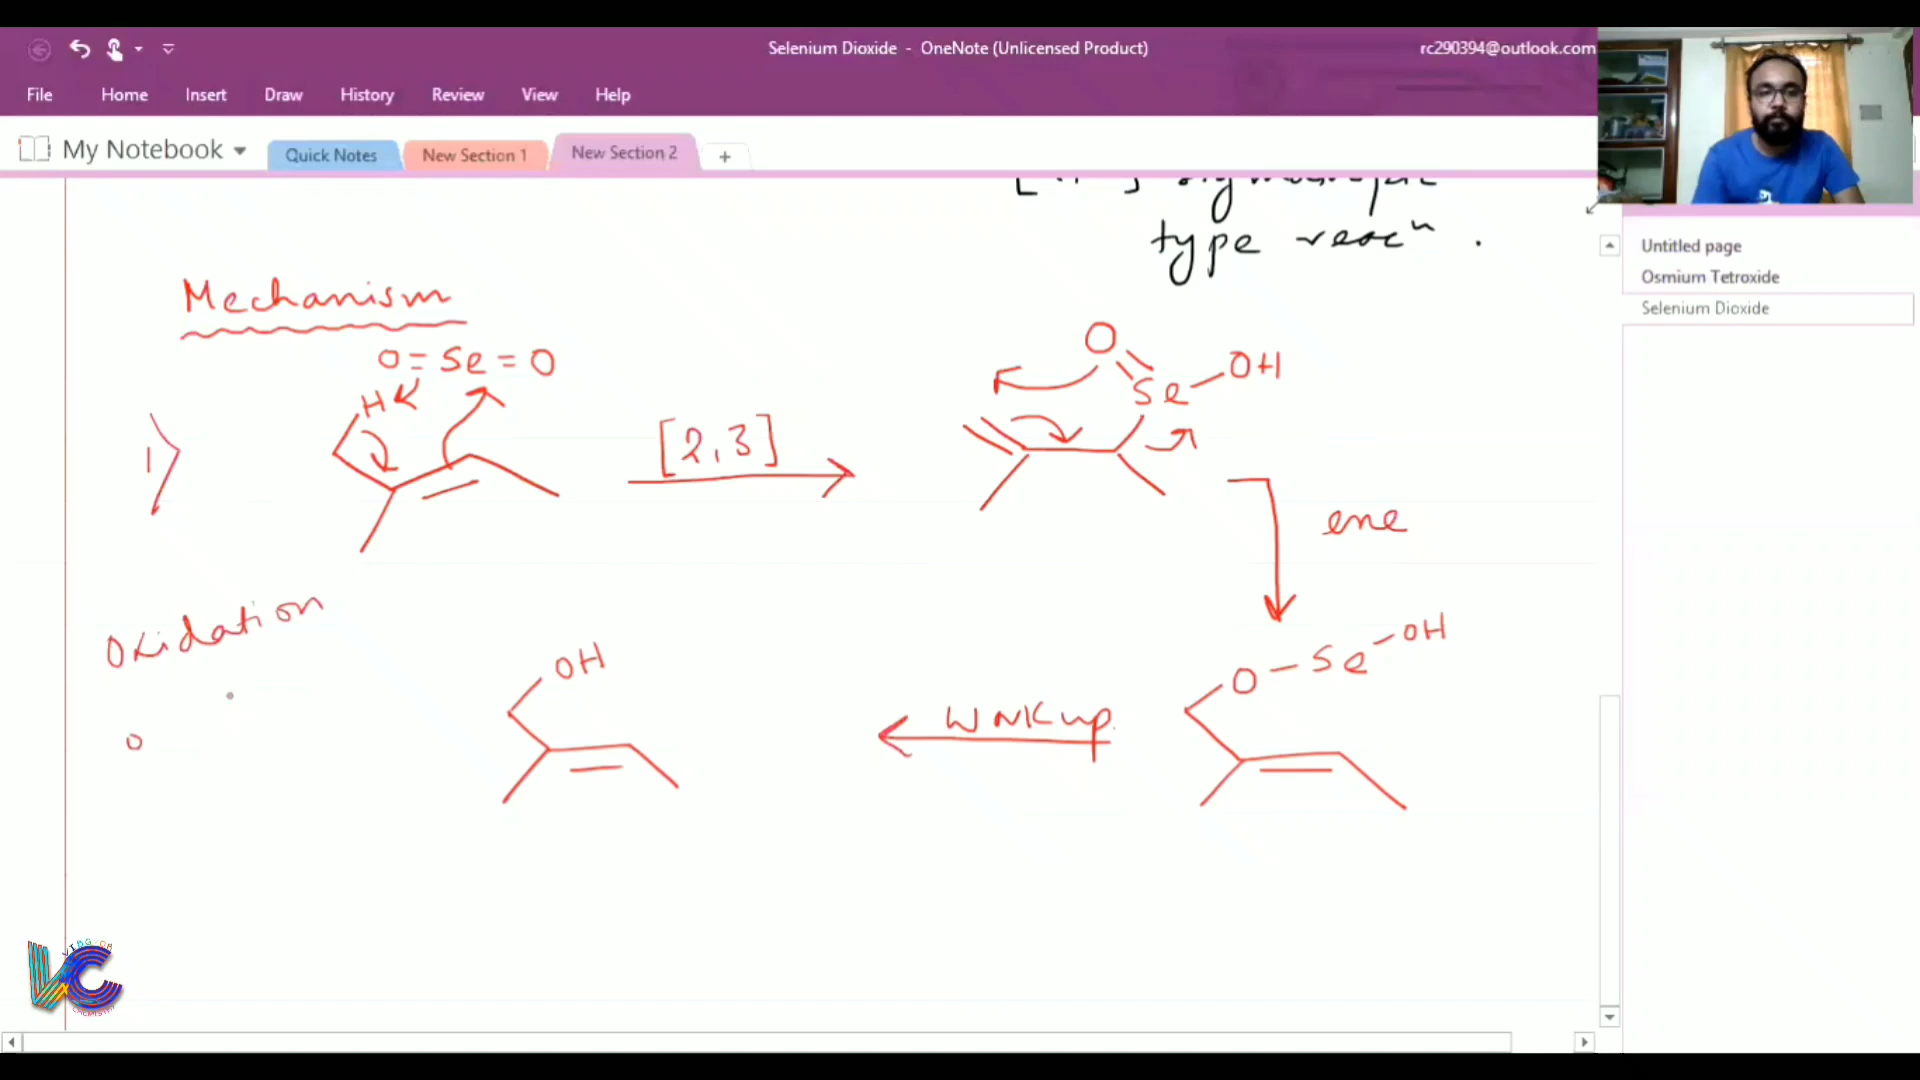 Selenium Dioxide - OneNote (Unlicensed Product)
rc290394@outlook.com
File Home Insert Draw History Review View Help
My Notebook
Quick Notes
New Section 1
New Section 2
+
Untitled page
Osmium Tetroxide
Selenium Dioxide
type reacn .
Mechanism
O=Se=O
H
1)
[2,3]
O
Se-OH
ene
Oxidation
O
OH
Workup.
O-Se-OH
VC
CHEMISTRY